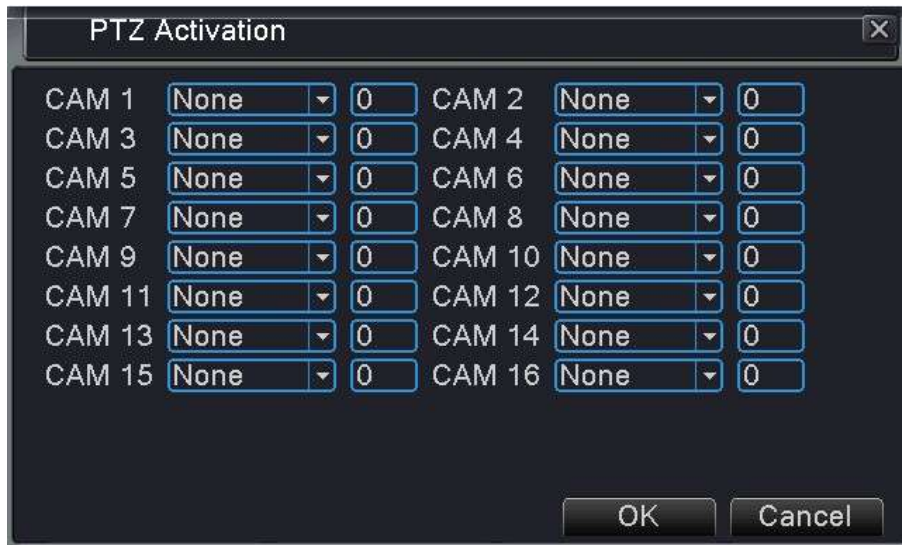 PTZ Activation
CAM 1 None 0 CAM 2 None 0
CAM 3 None 0 CAM 4 None 0
CAM 5 None 0 CAM 6 None 0
CAM 7 None 0 CAM 8 None 0
CAM 9 None 0 CAM 10 None 0
CAM 11 None 0 CAM 12 None 0
CAM 13 None 0 CAM 14 None 0
CAM 15 None 0 CAM 16 None 0
OK Cancel